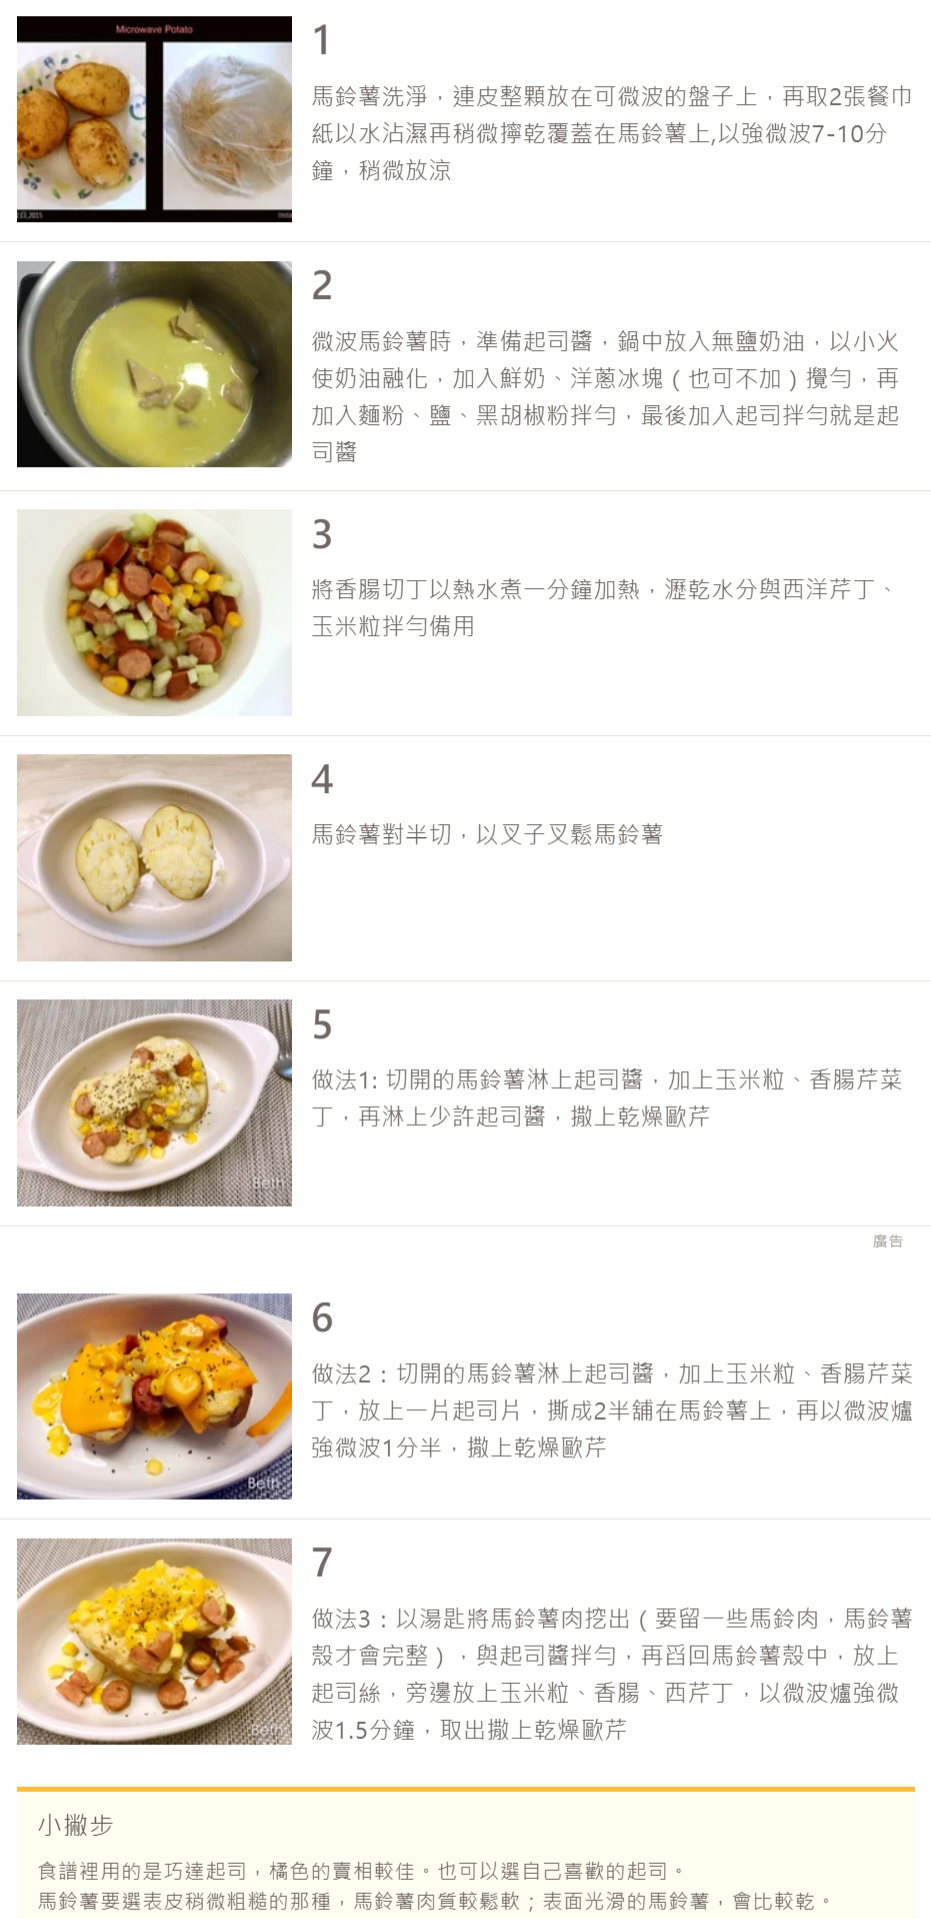 Microwave Potato
1
馬鈴薯洗淨，連皮整顆放在可微波的盤子上，再取2張餐巾
紙以水沾濕再稍微擰乾覆蓋在馬鈴薯上,以強微波7-10分
鐘，稍微放涼
2
微波馬鈴薯時，準備起司醬，鍋中放入無鹽奶油，以小火
使奶油融化，加入鮮奶、洋蔥冰塊（也可不加）攪勻，再
加入麵粉、鹽、黑胡椒粉拌勻，最後加入起司拌勻就是起
司醬
3
將香腸切丁以熱水煮一分鐘加熱，瀝乾水分與西洋芹丁、
玉米粒拌勻備用
4
馬鈴薯對半切，以叉子叉鬆馬鈴薯
5
做法1: 切開的馬鈴薯淋上起司醬，加上玉米粒、香腸芹菜
丁，再淋上少許起司醬，撒上乾燥歐芹
Beth
廣告
6
做法2：切開的馬鈴薯淋上起司醬，加上玉米粒、香腸芹菜
丁，放上一片起司片，撕成2半舖在馬鈴薯上，再以微波爐
強微波1分半，撒上乾燥歐芹
Beth
7
做法3：以湯匙將馬鈴薯肉挖出（要留一些馬鈴肉，馬鈴薯
殼才會完整），與起司醬拌勻，再舀回馬鈴薯殼中，放上
起司絲，旁邊放上玉米粒、香腸、西芹丁，以微波爐強微
波1.5分鐘，取出撒上乾燥歐芹
Beth
小撇步
食譜裡用的是巧達起司，橘色的賣相較佳。也可以選自己喜歡的起司。
馬鈴薯要選表皮稍微粗糙的那種，馬鈴薯肉質較鬆軟；表面光滑的馬鈴薯，會比較乾。